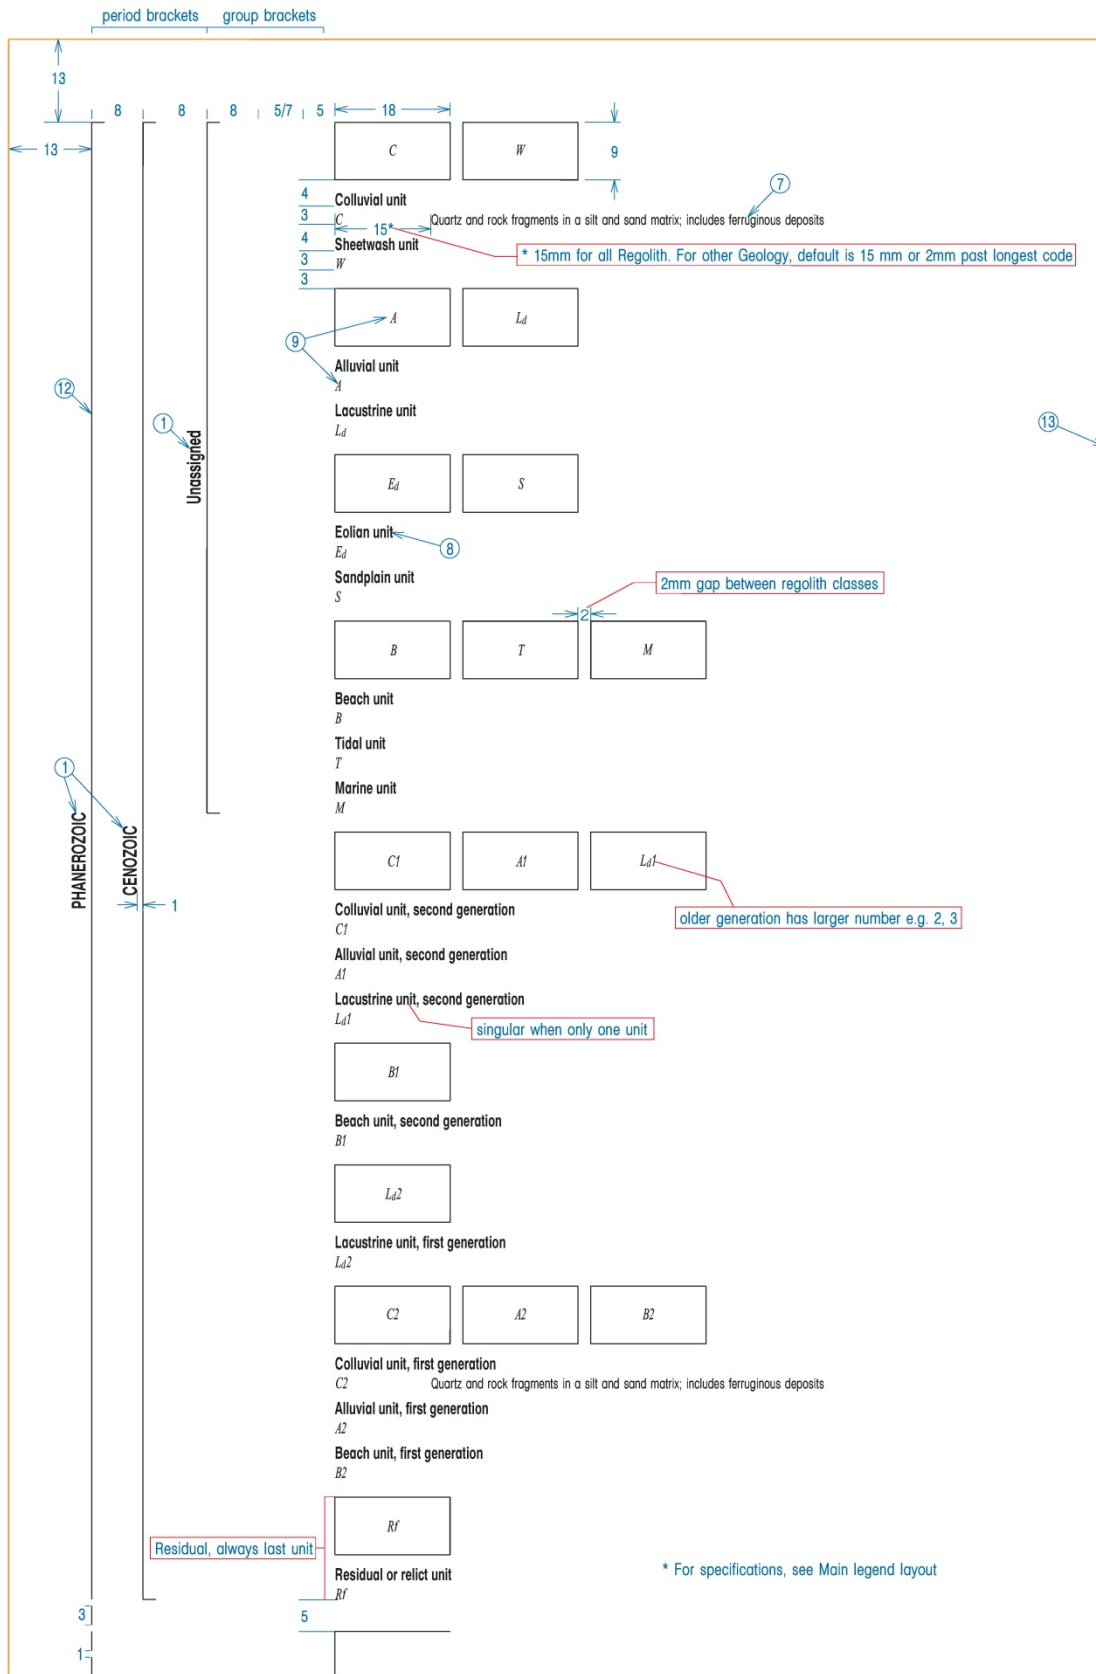 period brackets group brackets
13
8 8 8 5/7 5 18
13
C W 9
7
4 Colluvial unit
3 C Quartz and rock fragments in a silt and sand matrix; includes ferruginous deposits
15*
4 Sheetwash unit
* 15mm for all Regolith. For other Geology, default is 15 mm or 2mm past longest code
3 W
3
A Ld
9
Alluvial unit
12 A
Lacustrine unit
1 13
Ld
Unassigned
Ed S
Eolian unit
8
Ed
Sandplain unit
2mm gap between regolith classes
S
2
B T M
Beach unit
B
Tidal unit
1 T
Marine unit
M
PHANEROZOIC
CENOZOIC
C1 A1 Ld1
1
Colluvial unit, second generation
older generation has larger number e.g. 2, 3
C1
Alluvial unit, second generation
A1
Lacustrine unit, second generation
Ld1
singular when only one unit
B1
Beach unit, second generation
B1
Ld2
Lacustrine unit, first generation
Ld2
C2 A2 B2
Colluvial unit, first generation
C2 Quartz and rock fragments in a silt and sand matrix; includes ferruginous deposits
Alluvial unit, first generation
A2
Beach unit, first generation
B2
Rf
Residual, always last unit
* For specifications, see Main legend layout
Residual or relict unit
Rf
3 5
1